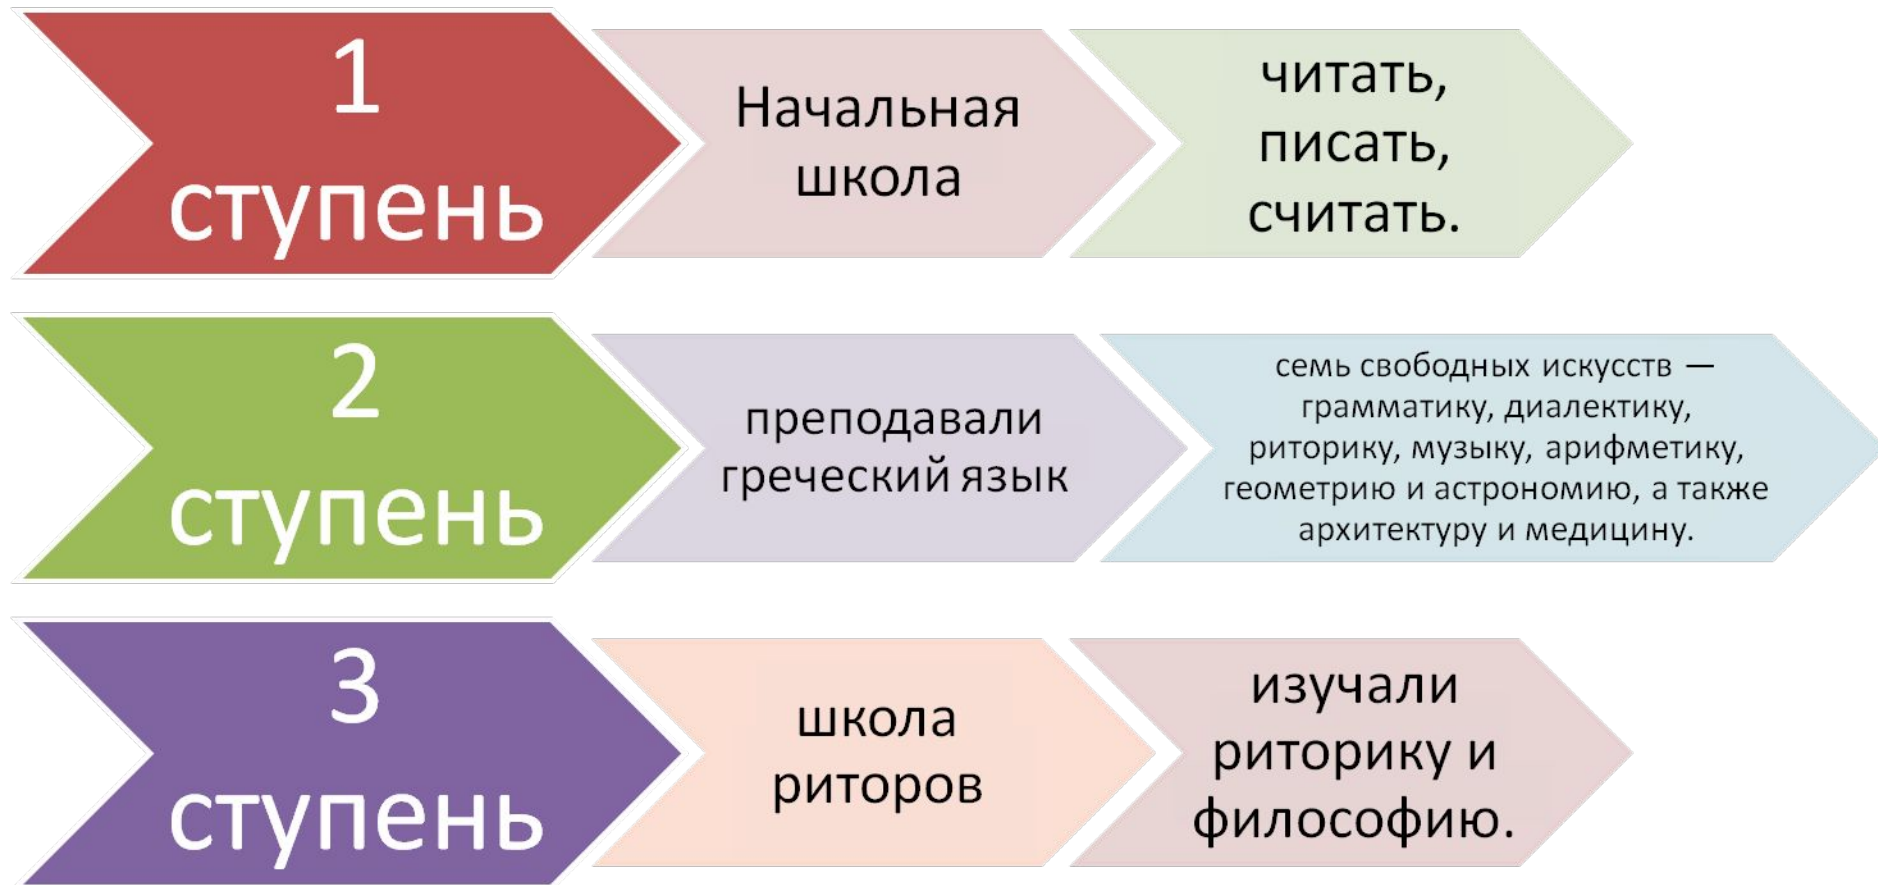 1
ступень
Начальная
школа
читать,
писать,
считать.
2
ступень
преподавали
греческий язык
семь свободных искусств —
грамматику, диалектику,
риторику, музыку, арифметику,
геометрию и астрономию, а также
архитектуру и медицину.
3
ступень
школа
риторов
изучали
риторику и
философию.